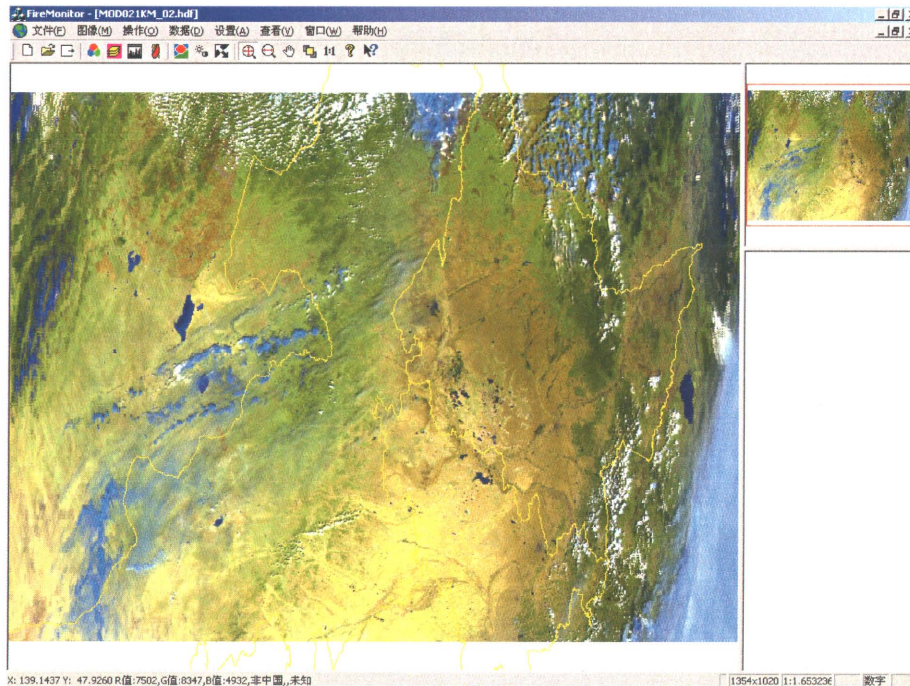 FireMonitor - [MOD021KM_02.hdf]
文件(F) 图像(M) 操作(O) 数据(D) 设置(A) 查看(V) 窗口(W) 帮助(H)
1:1
X: 139.1437 Y: 47.9260 R值:7502,G值:8347,B值:4932,非中国,,未知 1354x1020 1:1.653236 数字